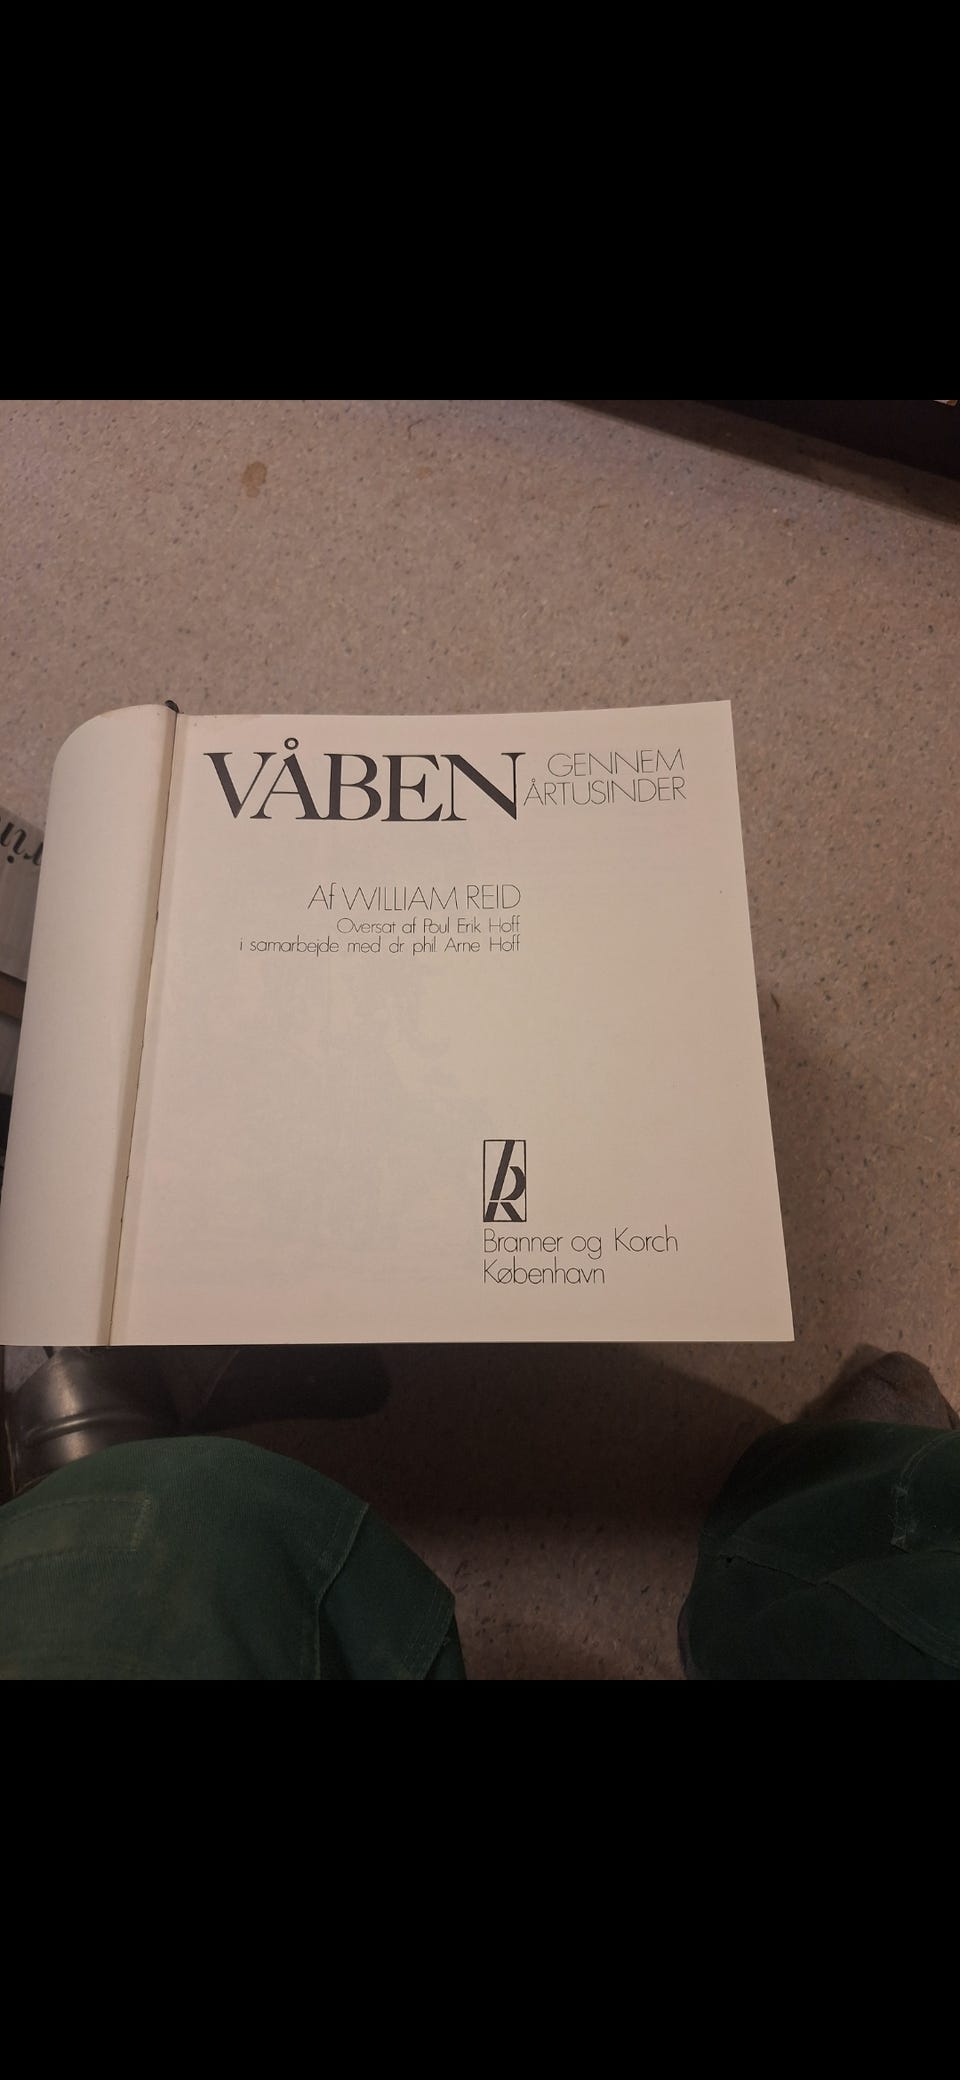 VÅBEN GENNEM
ÅRTUSINDER
Af WILLIAM REID
Oversat af Poul Erik Hoff
i samarbejde med dr. phil. Arne Hoff
bk
Branner og Korch
København